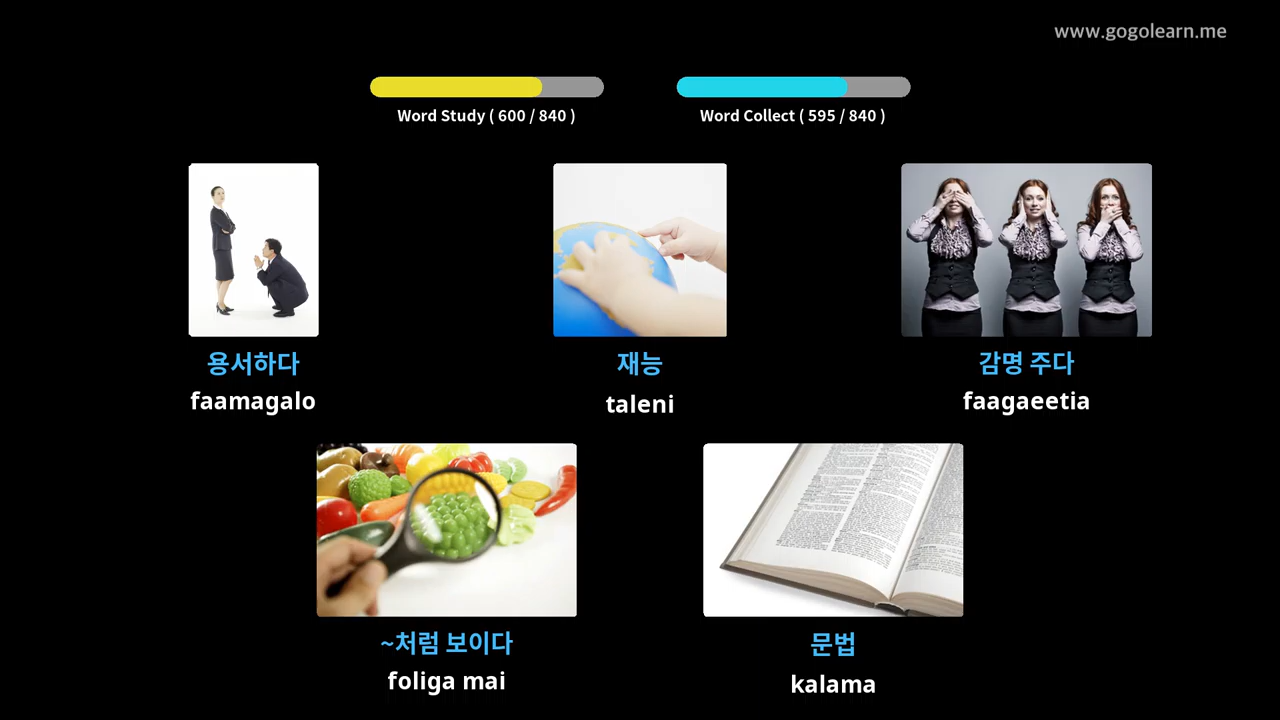 www.gogolearn.me
Word Study ( 600 / 840 )
Word Collect ( 595 / 840 )
용서하다
faamagalo
재능
taleni
감명 주다
faagaeetia
~처럼 보이다
foliga mai
문법
kalama